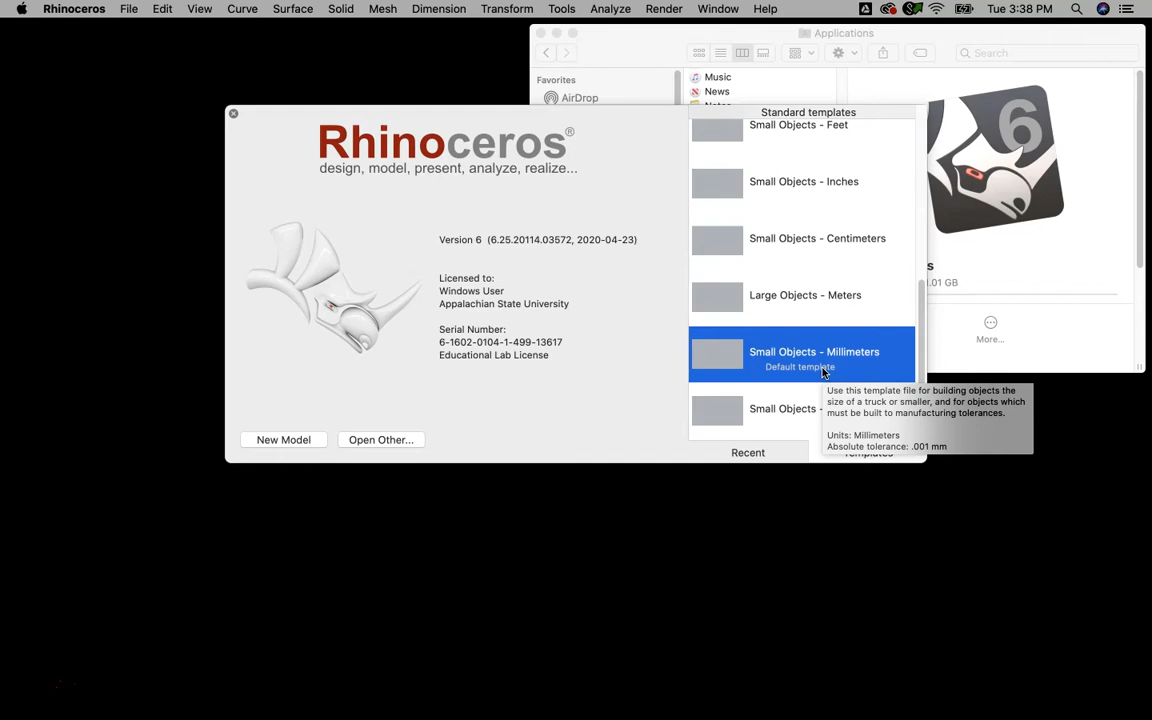 Rhinoceros File Edit View Curve Surface Solid Mesh Dimension Transform Tools Analyze Render Window Help Tue 3:38 PM
Applications
Search
Favorites
AirDrop
Music
News
Standard templates
Rhinoceros®
design, model, present, analyze, realize...
Version 6 (6.25.20114.03572, 2020-04-23)
Licensed to:
Windows User
Appalachian State University
Serial Number:
6-1602-0104-1-499-13617
Educational Lab License
New Model
Open Other...
Small Objects - Feet
Small Objects - Inches
Small Objects - Centimeters
Large Objects - Meters
Small Objects - Millimeters
Default template
Small Objects -
Recent
Templates
Use this template file for building objects the
size of a truck or smaller, and for objects which
must be built to manufacturing tolerances.
Units: Millimeters
Absolute tolerance: .001 mm
6
s
.01 GB
More...